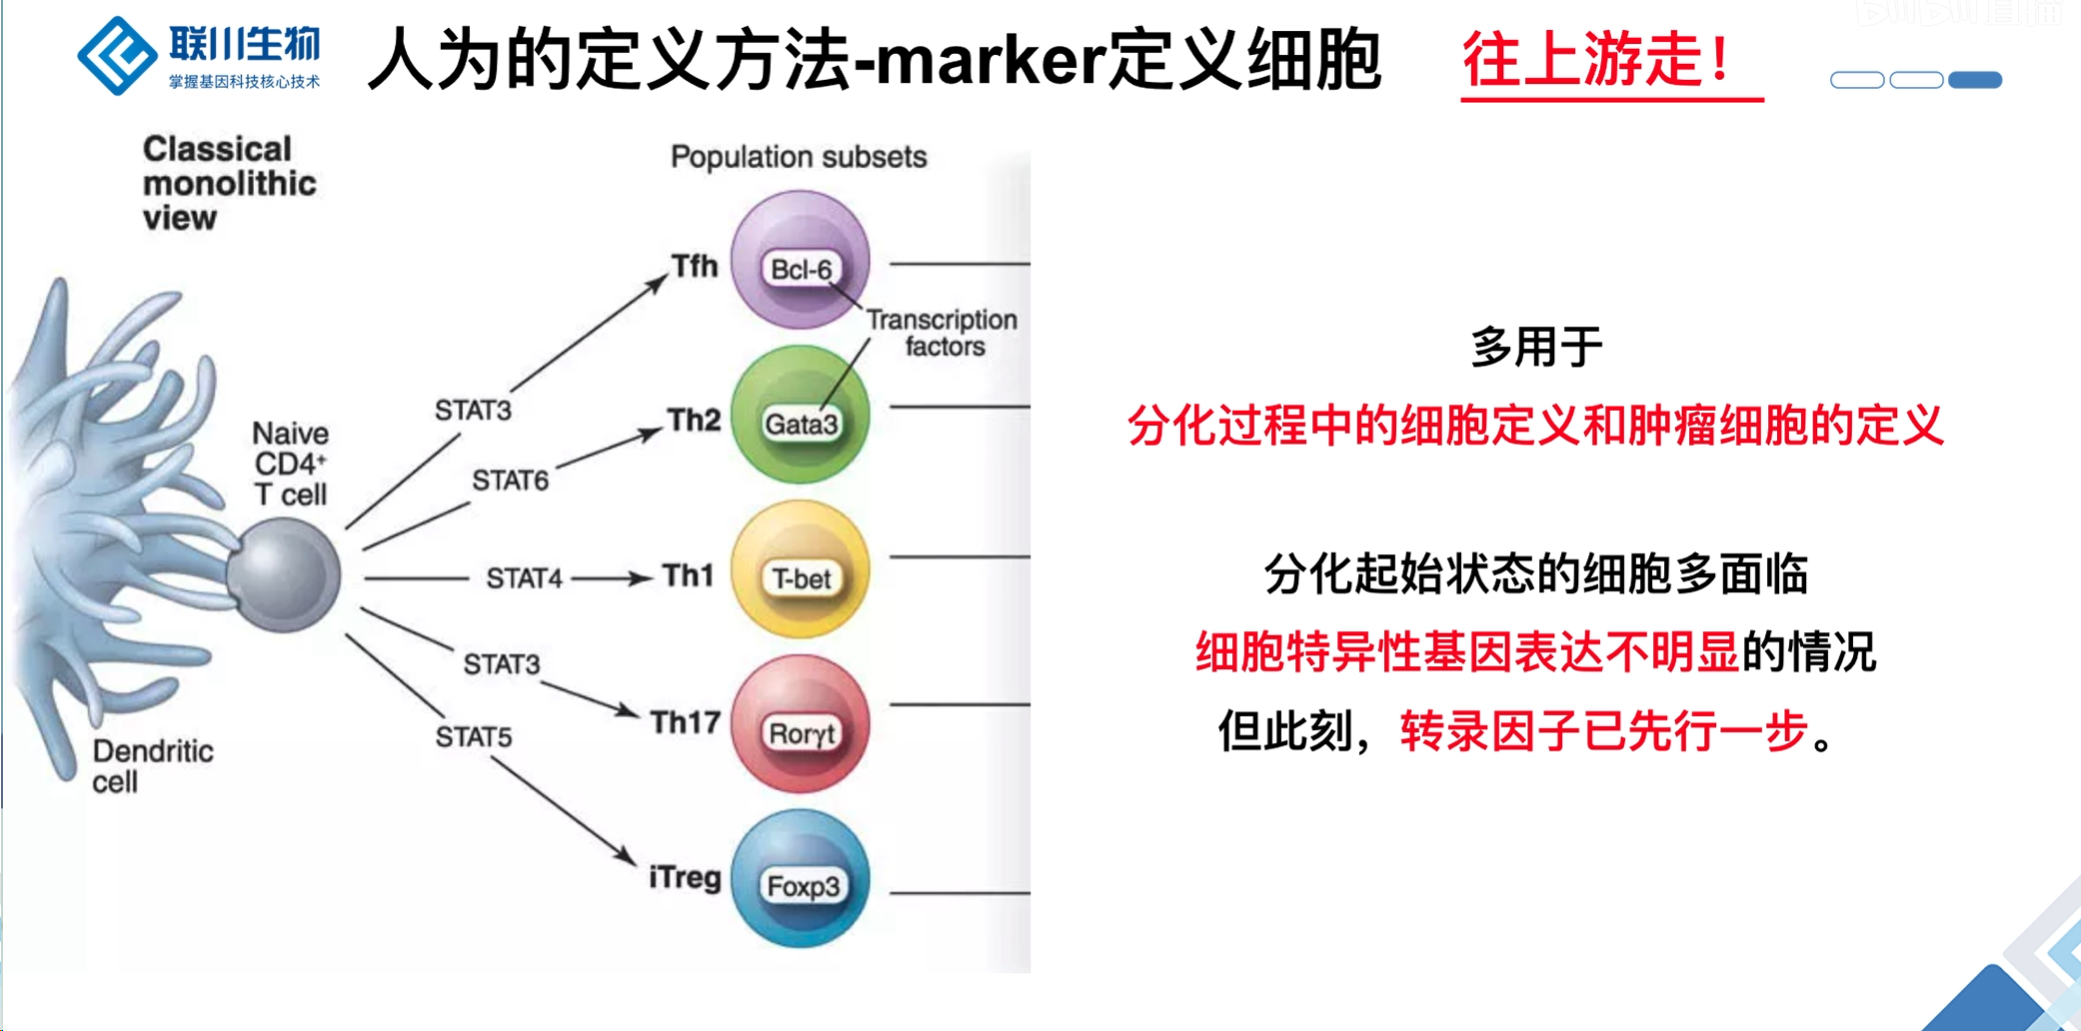 联川生物
掌握基因科技核心技术
人为的定义方法-marker定义细胞
往上游走！
Classical
monolithic
view
Population subsets
Tfh
Bcl-6
Transcription
factors
STAT3
Th2
Gata3
Naive
CD4+
T cell
STAT6
STAT4
Th1
T-bet
STAT3
Th17
Rorγt
STAT5
Dendritic
cell
iTreg
Foxp3
多用于
分化过程中的细胞定义和肿瘤细胞的定义
分化起始状态的细胞多面临
细胞特异性基因表达不明显的情况
但此刻，转录因子已先行一步。